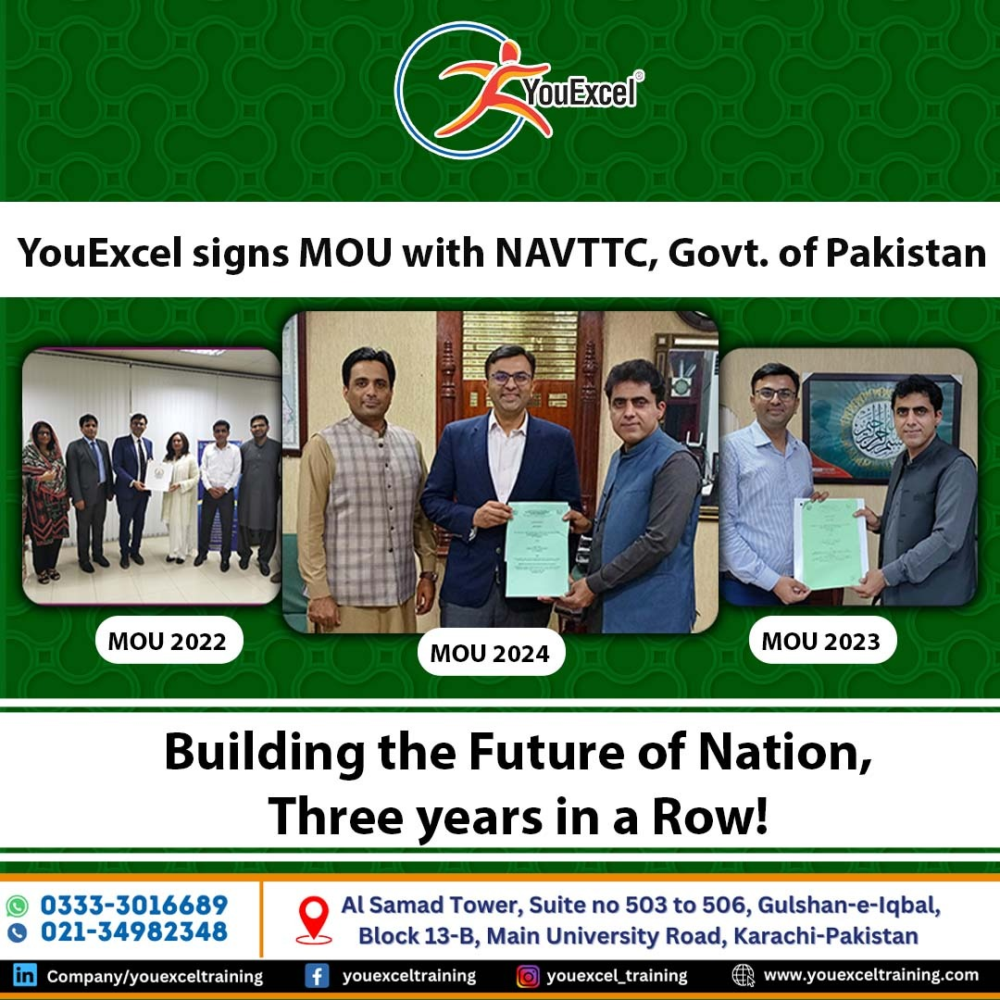 YouExcel®
YouExcel signs MOU with NAVTTC, Govt. of Pakistan
MOU 2022
MOU 2024
MOU 2023
Building the Future of Nation,
Three years in a Row!
0333-3016689
021-34982348
Al Samad Tower, Suite no 503 to 506, Gulshan-e-Iqbal,
Block 13-B, Main University Road, Karachi-Pakistan
in Company/youexceltraining
f youexceltraining
youexcel_training
www.youexceltraining.com